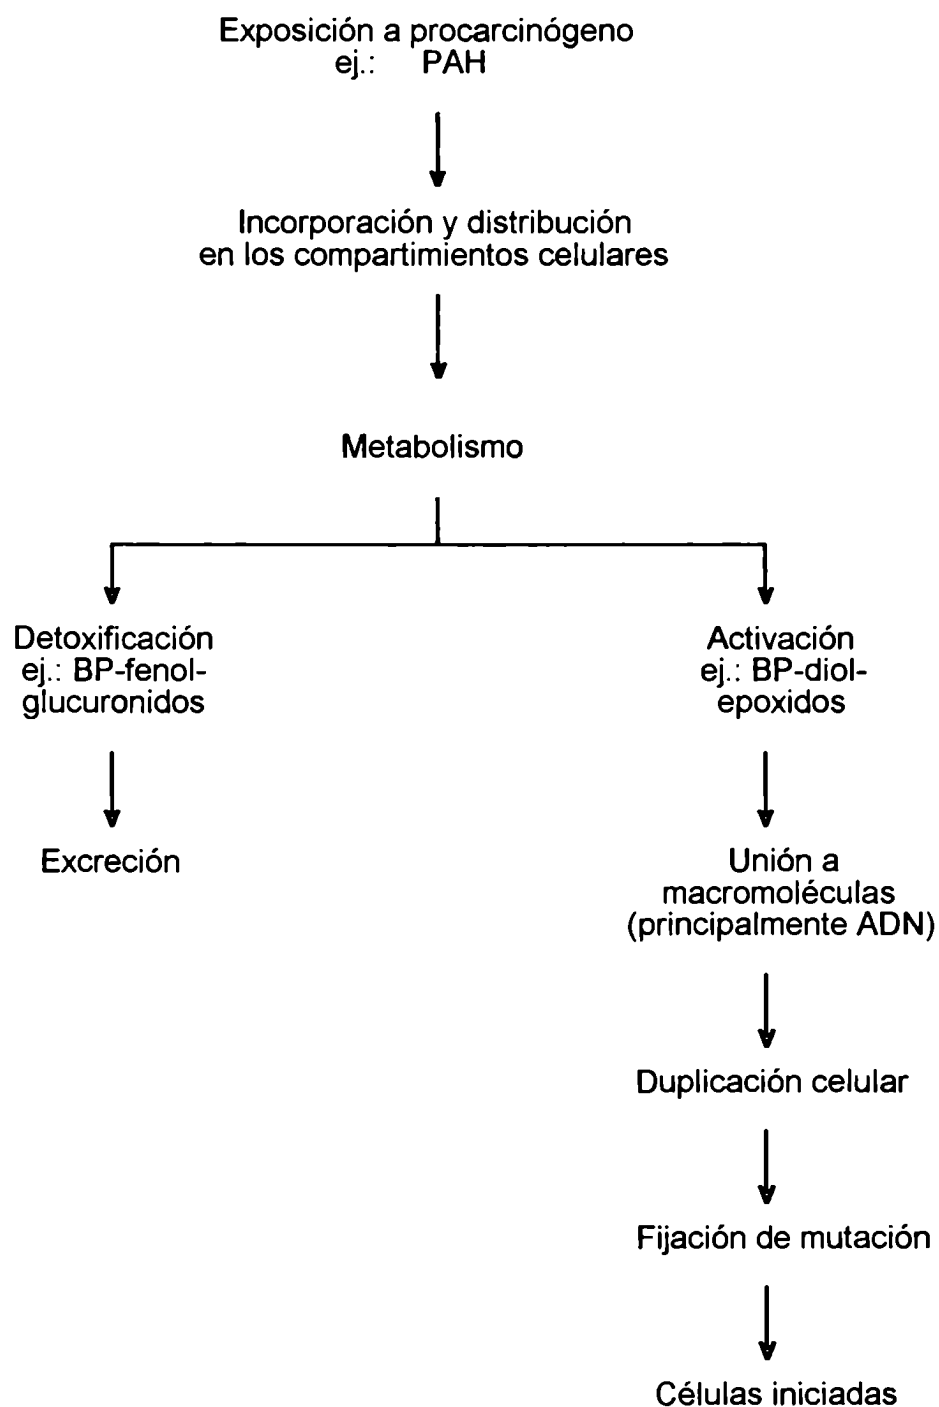 Exposición a procarcinógeno
ej.: PAH
Incorporación y distribución
en los compartimientos celulares
Metabolismo
Detoxificación
ej.: BP-fenol-
glucuronidos
Excreción
Activación
ej.: BP-diol-
epoxidos
Unión a
macromoléculas
(principalmente ADN)
Duplicación celular
Fijación de mutación
Células iniciadas